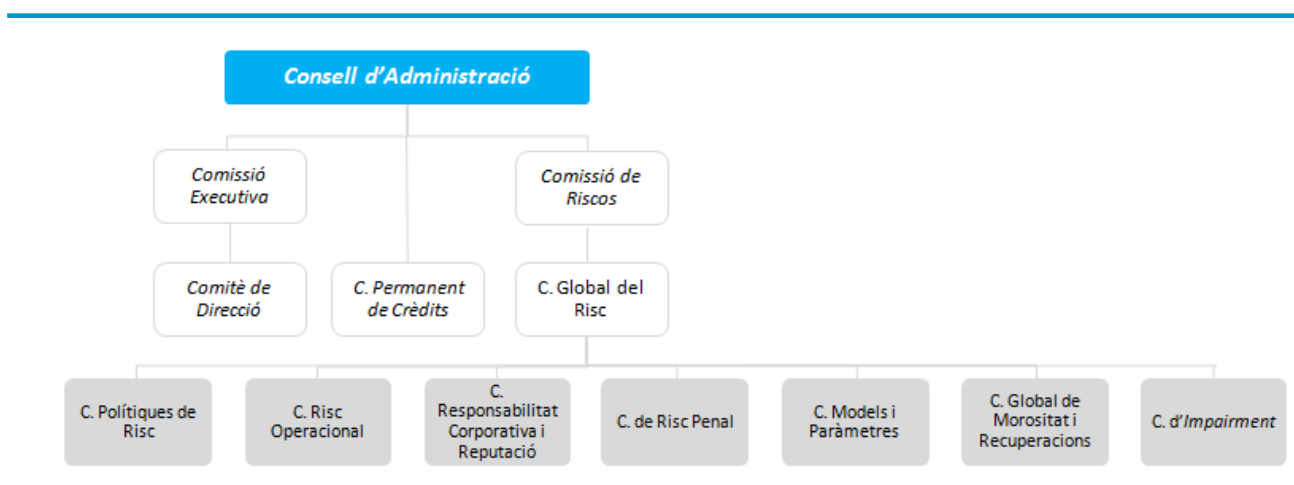 Consell d'Administració
Comissió
Executiva
Comissió de
Riscos
Comitè de
Direcció
C. Permanent
de Crèdits
C. Global del
Risc
C. Polítiques de
Risc
C. Risc
Operacional
C.
Responsabilitat
Corporativa i
Reputació
C. de Risc Penal
C. Models i
Paràmetres
C. Global de
Morositat i
Recuperacions
C. d'Impairment